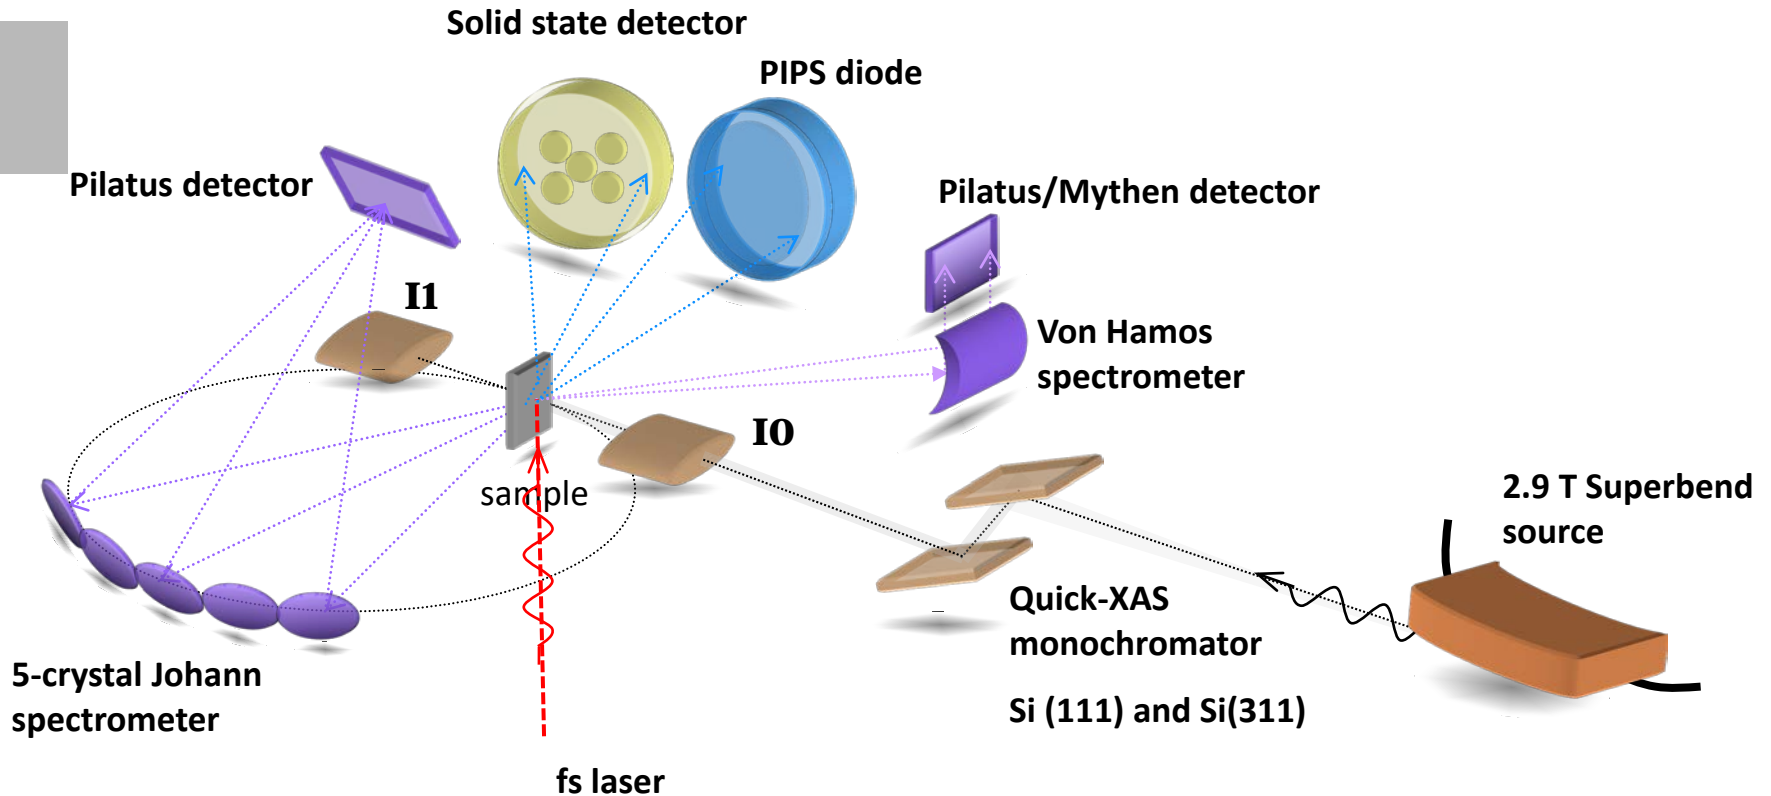 Solid state detector
PIPS diode
Pilatus detector
Pilatus/Mythen detector
I1
Von Hamos
spectrometer
I0
sample
2.9 T Superbend
source
Quick-XAS
monochromator
Si (111) and Si(311)
5-crystal Johann
spectrometer
fs laser